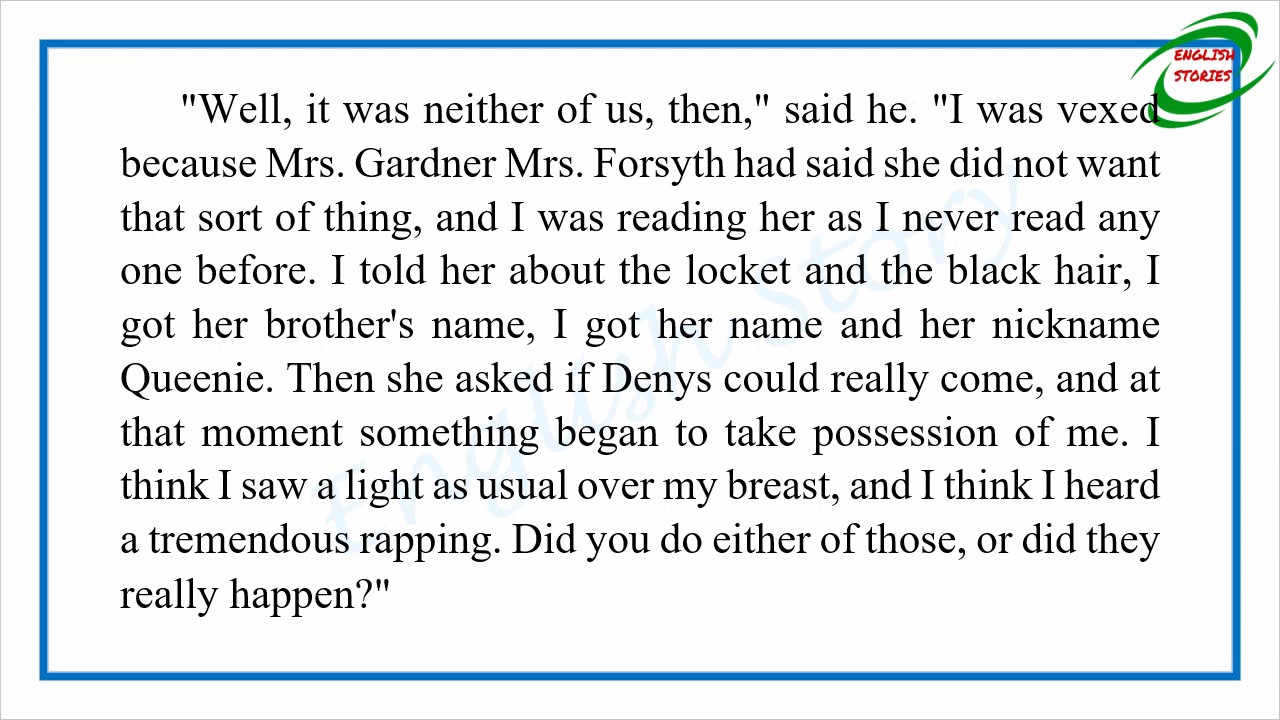 ENGLISH
STORIES
"Well, it was neither of us, then," said he. "I was vexed
because Mrs. Gardner Mrs. Forsyth had said she did not want
that sort of thing, and I was reading her as I never read any
one before. I told her about the locket and the black hair, I
got her brother's name, I got her name and her nickname
Queenie. Then she asked if Denys could really come, and at
that moment something began to take possession of me. I
think I saw a light as usual over my breast, and I think I heard
a tremendous rapping. Did you do either of those, or did they
really happen?"
English Story